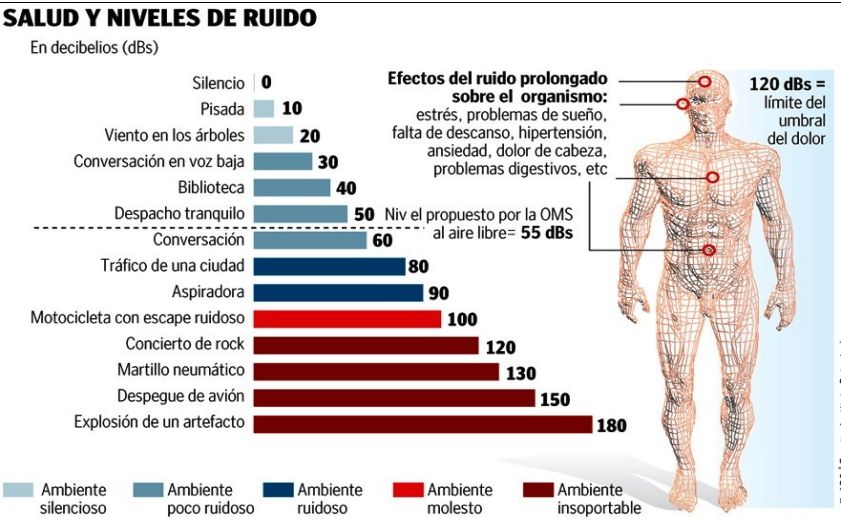 SALUD Y NIVELES DE RUIDO
En decibelios (dBs)
Silencio 0
Pisada 10
Viento en los árboles 20
Conversación en voz baja 30
Biblioteca 40
Despacho tranquilo 50
Conversación 60
Tráfico de una ciudad 80
Aspiradora 90
Motocicleta con escape ruidoso 100
Concierto de rock 120
Martillo neumático 130
Despegue de avión 150
Explosión de un artefacto 180
Efectos del ruido prolongado
sobre el organismo:
estrés, problemas de sueño,
falta de descanso, hipertensión,
ansiedad, dolor de cabeza,
problemas digestivos, etc
Niv el propuesto por la OMS
al aire libre= 55 dBs
120 dBs =
límite del
umbral
del dolor
Ambiente
silencioso
Ambiente
poco ruidoso
Ambiente
ruidoso
Ambiente
molesto
Ambiente
insoportable